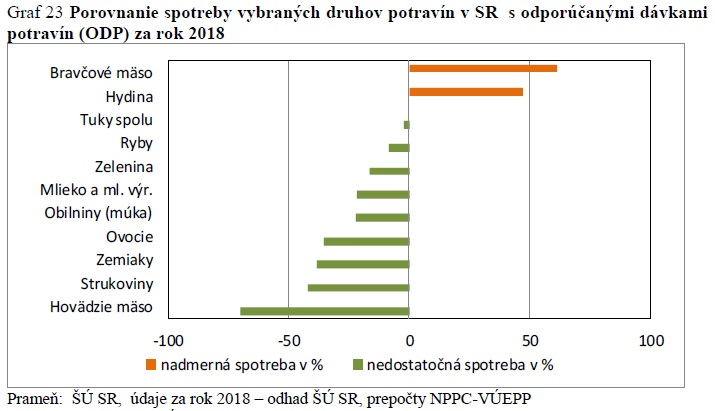 Graf 23 Porovnanie spotreby vybraných druhov potravín v SR s odporúčanými dávkami
potravín (ODP) za rok 2018
Bravčové mäso
Hydina
Tuky spolu
Ryby
Zelenina
Mlieko a ml. výr.
Obilniny (múka)
Ovocie
Zemiaky
Strukoviny
Hovädzie mäso
-100 -50 0 50 100
nadmerná spotreba v % nedostatočná spotreba v %
Prameň: ŠÚ SR, údaje za rok 2018 – odhad ŠÚ SR, prepočty NPPC-VÚEPP